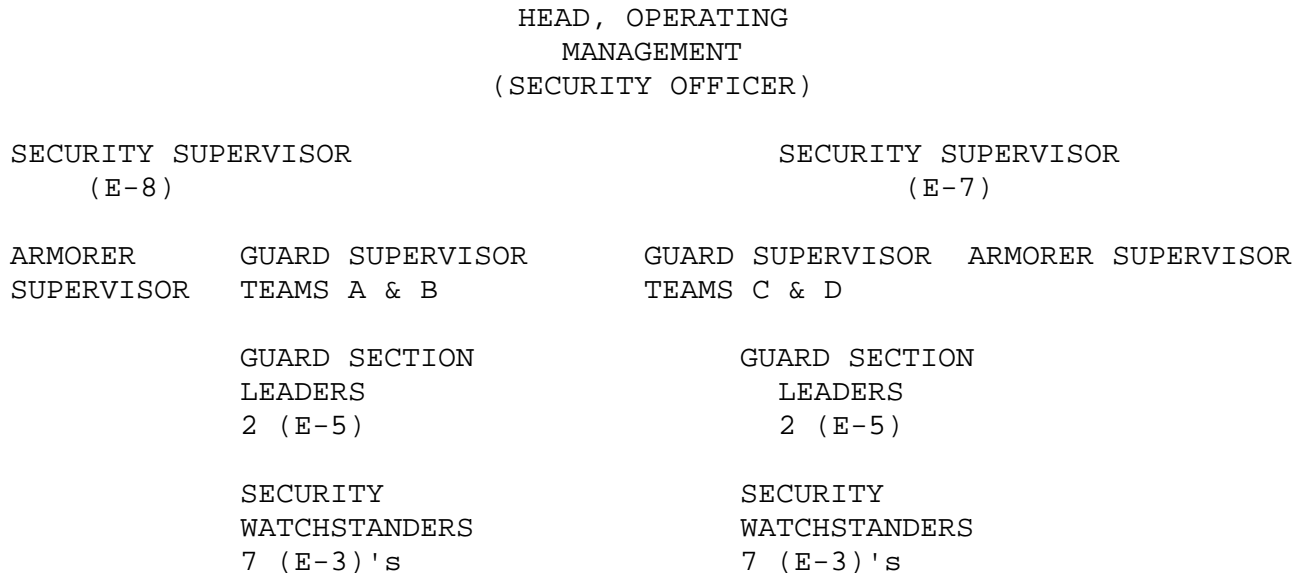 HEAD, OPERATING
MANAGEMENT
(SECURITY OFFICER)
SECURITY SUPERVISOR SECURITY SUPERVISOR
(E-8) (E-7)
ARMORER GUARD SUPERVISOR GUARD SUPERVISOR ARMORER SUPERVISOR
SUPERVISOR TEAMS A & B TEAMS C & D
GUARD SECTION GUARD SECTION
LEADERS LEADERS
2 (E-5) 2 (E-5)
SECURITY SECURITY
WATCHSTANDERS WATCHSTANDERS
7 (E-3)'s 7 (E-3)'s